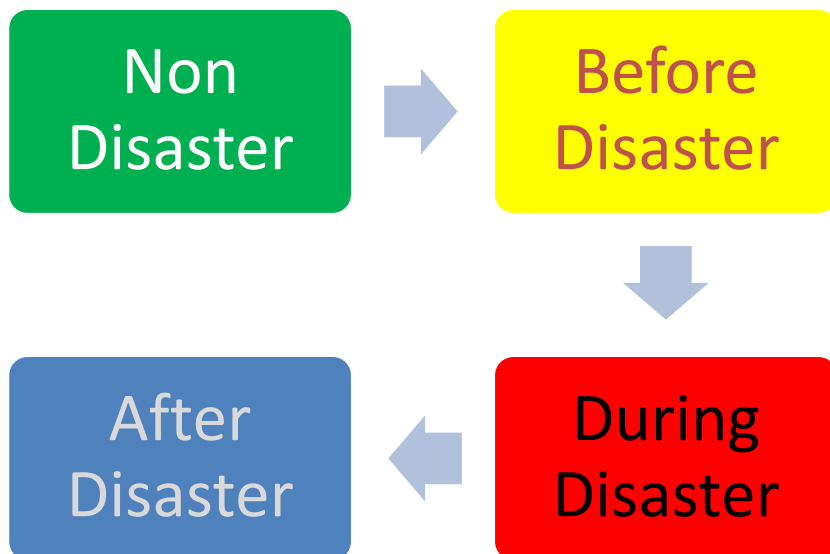 Non
Disaster
Before
Disaster
During
Disaster
After
Disaster